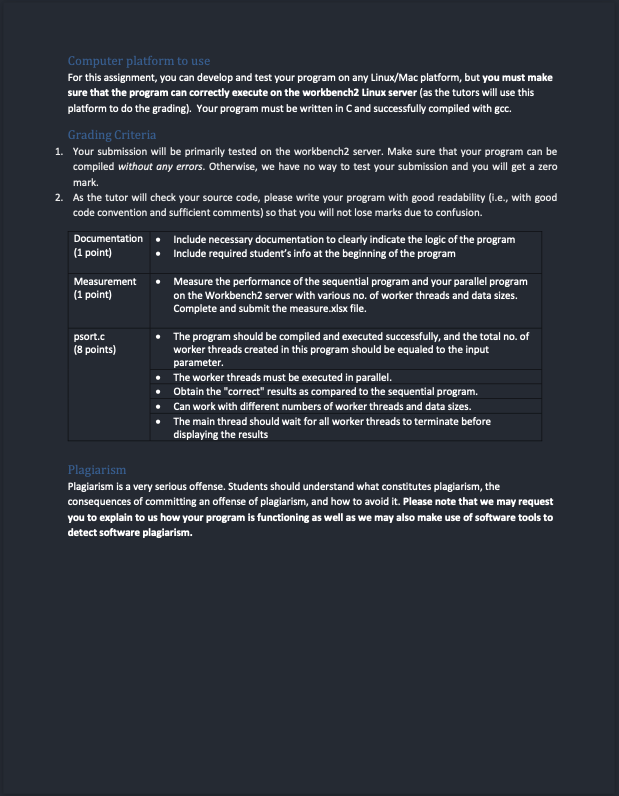 Computer platform to use
For this assignment, you can develop and test your program on any Linux/Mac platform, but you must make
sure that the program can correctly execute on the workbench2 Linux server (as the tutors will use this
platform to do the grading). Your program must be written in C and successfully compiled with gcc.
Grading Criteria
1. Your submission will be primarily tested on the workbench2 server. Make sure that your program can be
compiled without any errors. Otherwise, we have no way to test your submission and you will get a zero
mark.
2. As the tutor will check your source code, please write your program with good readability (i.e., with good
code convention and sufficient comments) so that you will not lose marks due to confusion.
Documentation
(1 point)
• Include necessary documentation to clearly indicate the logic of the program
• Include required student's info at the beginning of the program
Measurement
(1 point)
• Measure the performance of the sequential program and your parallel program
on the Workbench2 server with various no. of worker threads and data sizes.
Complete and submit the measure.xlsx file.
psort.c
(8 points)
• The program should be compiled and executed successfully, and the total no. of
worker threads created in this program should be equaled to the input
parameter.
• The worker threads must be executed in parallel.
• Obtain the "correct" results as compared to the sequential program.
• Can work with different numbers of worker threads and data sizes.
• The main thread should wait for all worker threads to terminate before
displaying the results
Plagiarism
Plagiarism is a very serious offense. Students should understand what constitutes plagiarism, the
consequences of committing an offense of plagiarism, and how to avoid it. Please note that we may request
you to explain to us how your program is functioning as well as we may also make use of software tools to
detect software plagiarism.